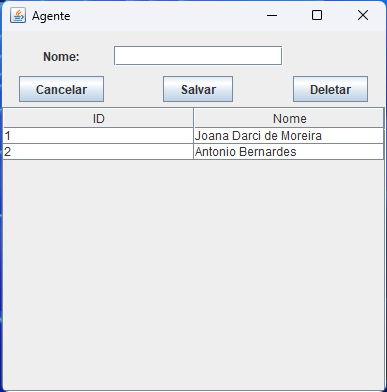 Agente
Nome:
Cancelar Salvar Deletar
ID Nome
1 Joana Darci de Moreira
2 Antonio Bernardes